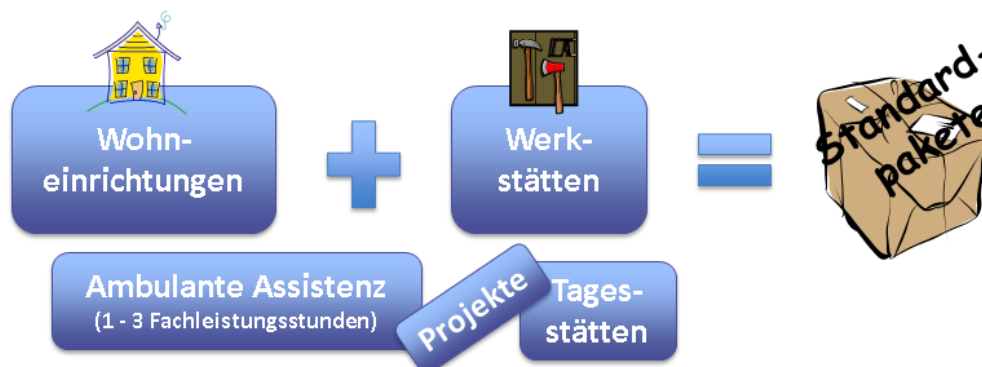 Wohn-
einrichtungen
Werk-
stätten
Standard-
pakete
Ambulante Assistenz
(1 - 3 Fachleistungsstunden)
Projekte
Tages-
stätten